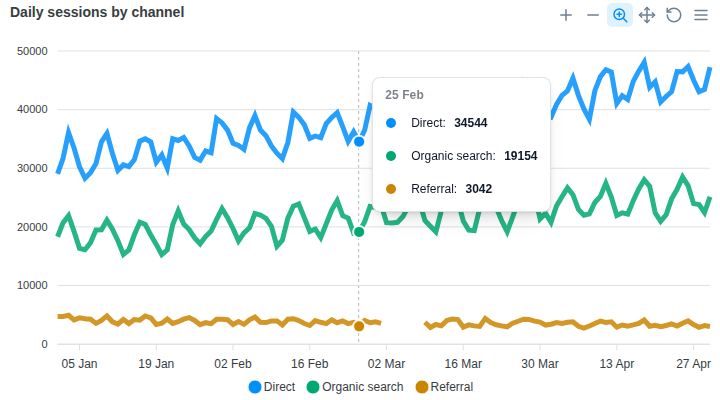 Daily sessions by channel
50000
40000
30000
20000
10000
0
25 Feb
Direct: 34544
Organic search: 19154
Referral: 3042
05 Jan 19 Jan 02 Feb 16 Feb 02 Mar 16 Mar 30 Mar 13 Apr 27 Apr
Direct Organic search Referral